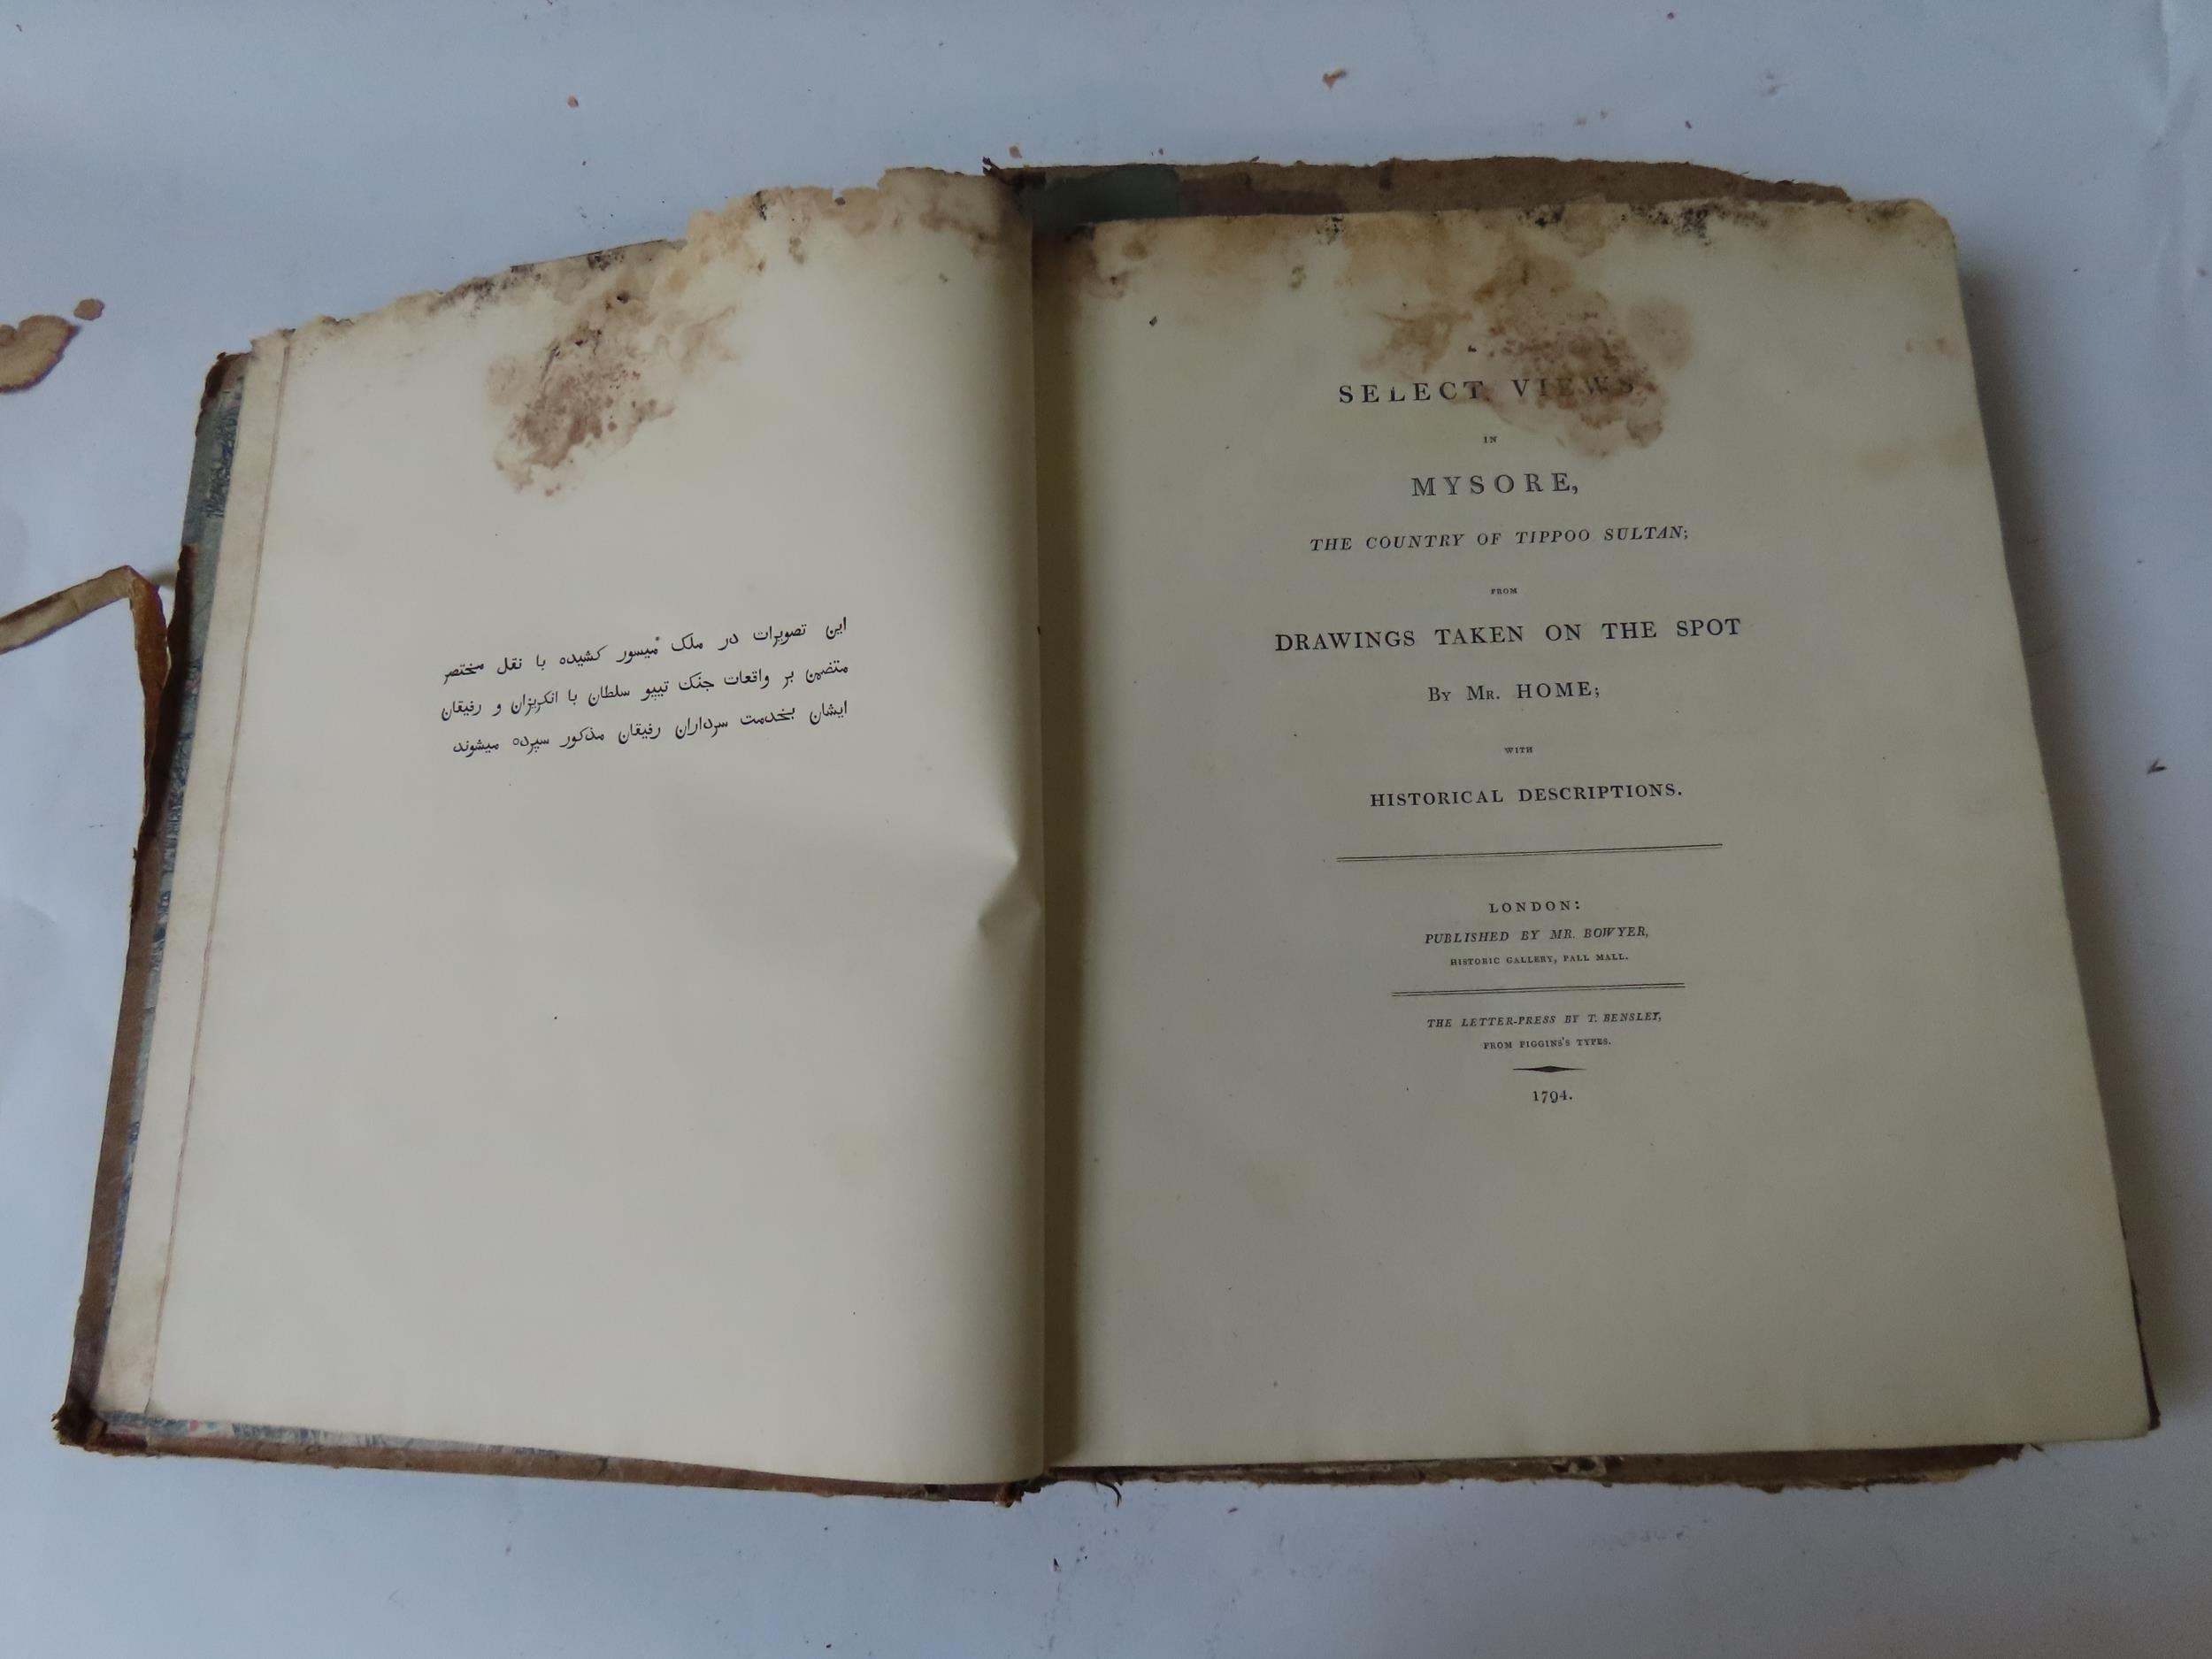 این تصویرات در ملک میسور کشیده با نقل مختصر
متضمن بر واقعات جنک تیپو سلطان با انکریزان و رفیقان
ایشان بخدمت سرداران رفیقان مذکور سپرده میشوند
SELECT VIEWS
IN
MYSORE,
THE COUNTRY OF TIPPOO SULTAN;
FROM
DRAWINGS TAKEN ON THE SPOT
BY MR. HOME;
WITH
HISTORICAL DESCRIPTIONS.
LONDON:
PUBLISHED BY MR. BOWYER,
HISTORIC GALLERY, PALL MALL.
THE LETTER-PRESS BY T. BENSLEY,
FROM FIGGINS'S TYPES.
1794.